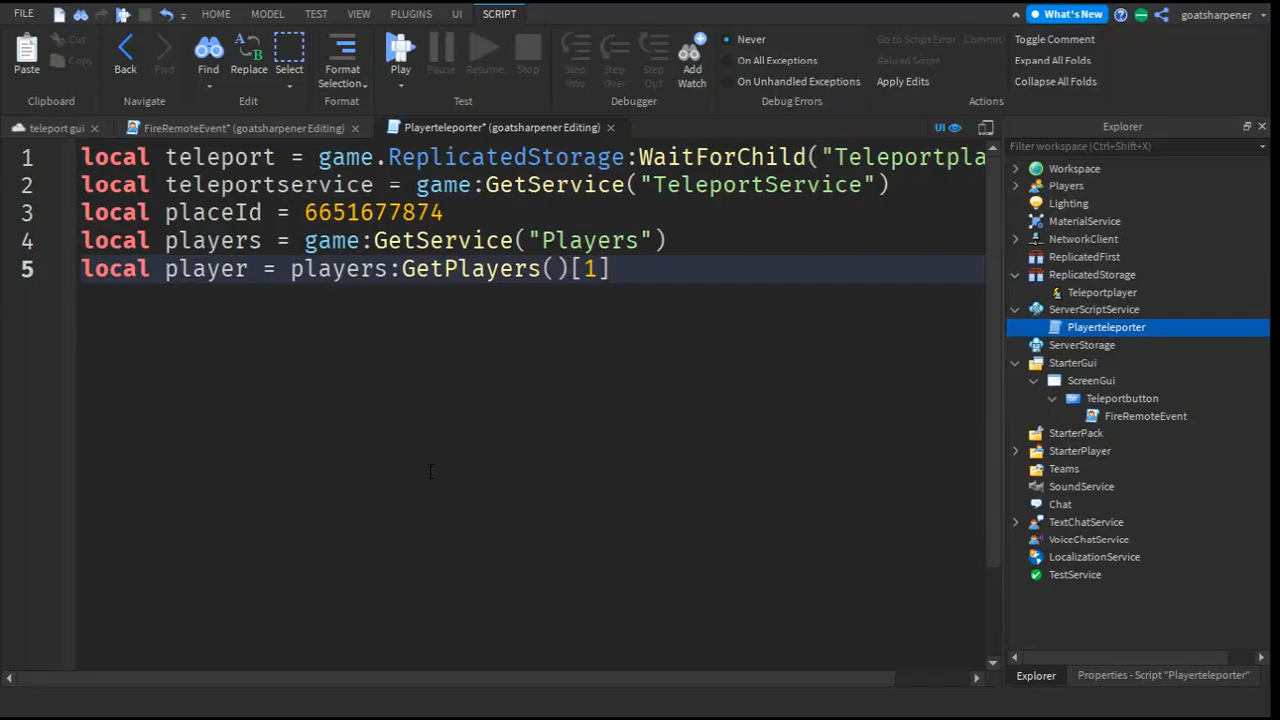 FILE HOME MODEL TEST VIEW PLUGINS UI SCRIPT What's New goatsharpener
Paste Cut Copy Back Fwd Find Replace Select Format Selection Play Pause Resume Stop Step Into Step Over Step Out Add Watch Never On All Exceptions On Unhandled Exceptions Go to Script Error Commit Reload Script Apply Edits Toggle Comment Expand All Folds Collapse All Folds
Clipboard Navigate Edit Format Test Debugger Debug Errors Actions
teleport gui FireRemoteEvent* (goatsharpener Editing) Playerteleporter* (goatsharpener Editing) UI
1 local teleport = game.ReplicatedStorage:WaitForChild("Teleportpla
2 local teleportservice = game:GetService("TeleportService")
3 local placeId = 6651677874
4 local players = game:GetService("Players")
5 local player = players:GetPlayers()[1]
Explorer
Filter workspace (Ctrl+Shift+X)
Workspace
Players
Lighting
MaterialService
NetworkClient
ReplicatedFirst
ReplicatedStorage
Teleportplayer
ServerScriptService
Playerteleporter
ServerStorage
StarterGui
ScreenGui
Teleportbutton
FireRemoteEvent
StarterPack
StarterPlayer
Teams
SoundService
Chat
TextChatService
VoiceChatService
LocalizationService
TestService
Explorer Properties - Script "Playerteleporter"